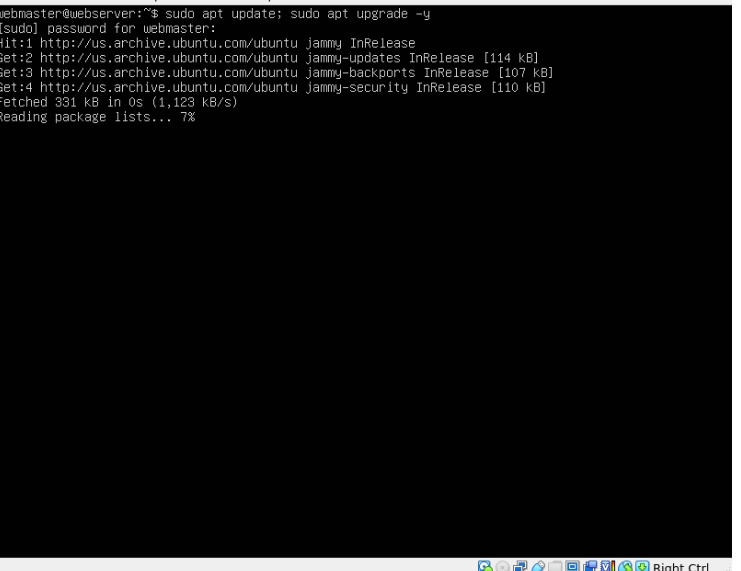 webmaster@webserver:~$ sudo apt update; sudo apt upgrade -y
[sudo] password for webmaster:
Hit:1 http://us.archive.ubuntu.com/ubuntu jammy InRelease
Get:2 http://us.archive.ubuntu.com/ubuntu jammy-updates InRelease [114 kB]
Get:3 http://us.archive.ubuntu.com/ubuntu jammy-backports InRelease [107 kB]
Get:4 http://us.archive.ubuntu.com/ubuntu jammy-security InRelease [110 kB]
Fetched 331 kB in 0s (1,123 kB/s)
Reading package lists... 7%
Right Ctrl